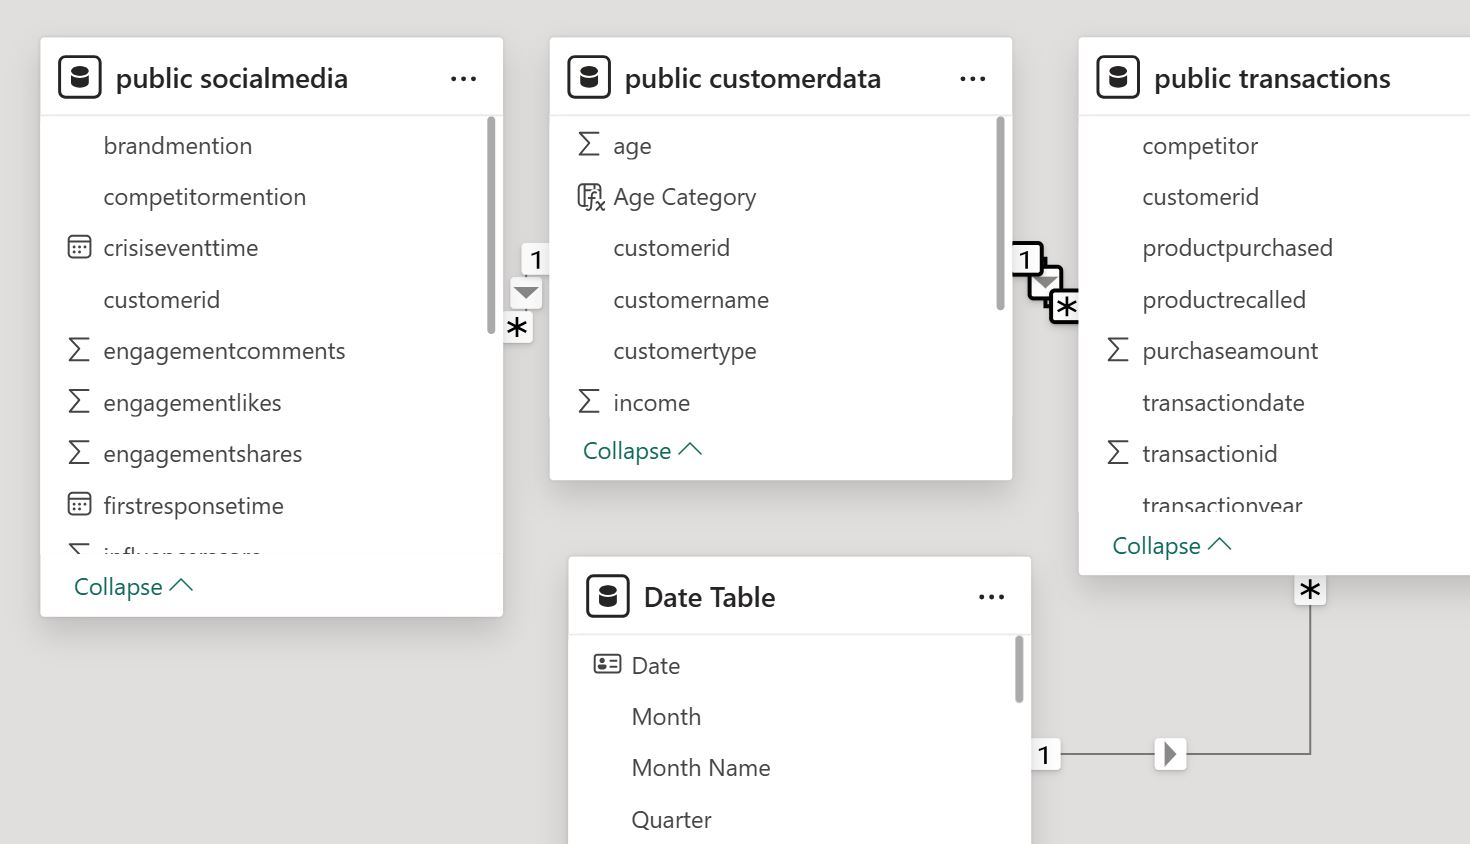 public socialmedia
brandmention
competitormention
crisiseventtime
customerid
engagementcomments
engagementlikes
engagementshares
firstresponsetime
Collapse
1
*
public customerdata
age
Age Category
customerid
customername
customertype
income
Collapse
1
*
public transactions
competitor
customerid
productpurchased
productrecalled
purchaseamount
transactiondate
transactionid
transactionyear
Collapse
*
Date Table
Date
Month
Month Name
Quarter
1